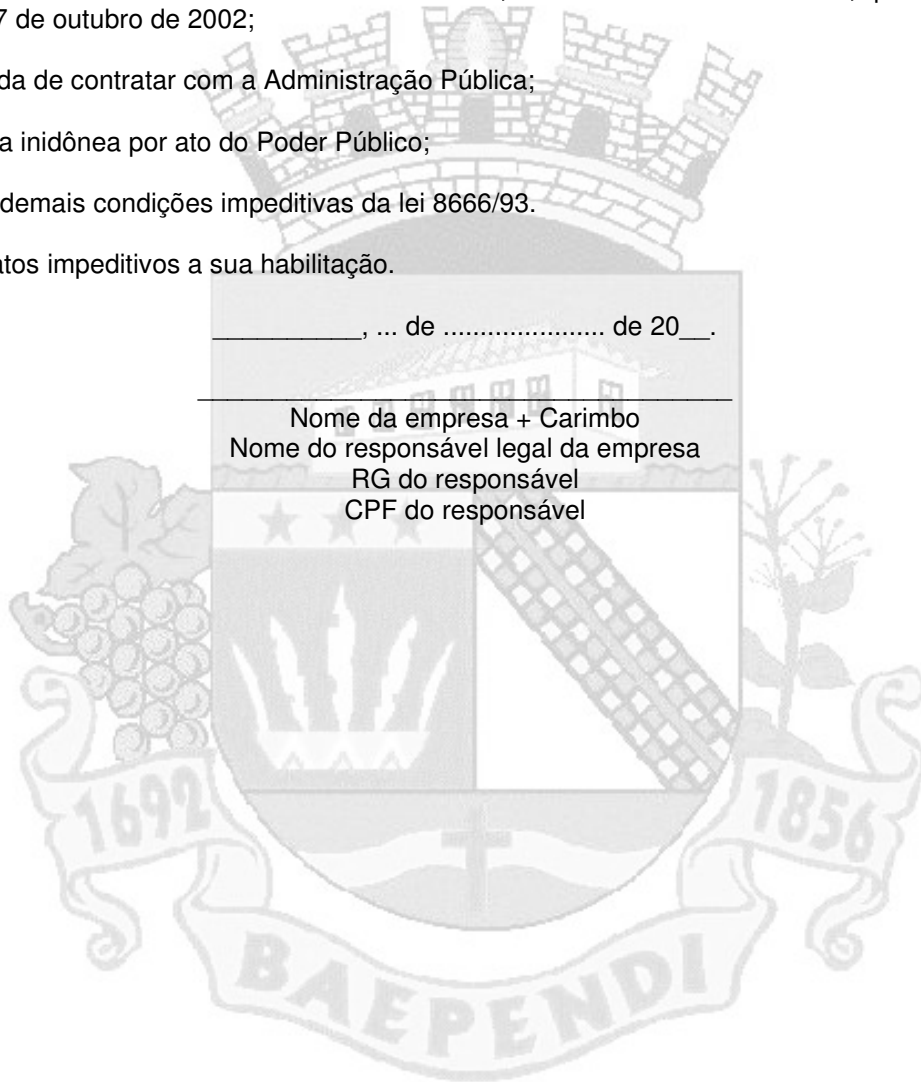 7 de outubro de 2002;
da de contratar com a Administração Pública;
a inidônea por ato do Poder Público;
demais condições impeditivas da lei 8666/93.
atos impeditivos a sua habilitação.
__________, ... de ...................... de 20__.
____________________________________
Nome da empresa + Carimbo
Nome do responsável legal da empresa
RG do responsável
CPF do responsável
1692
1856
BAEPENDI